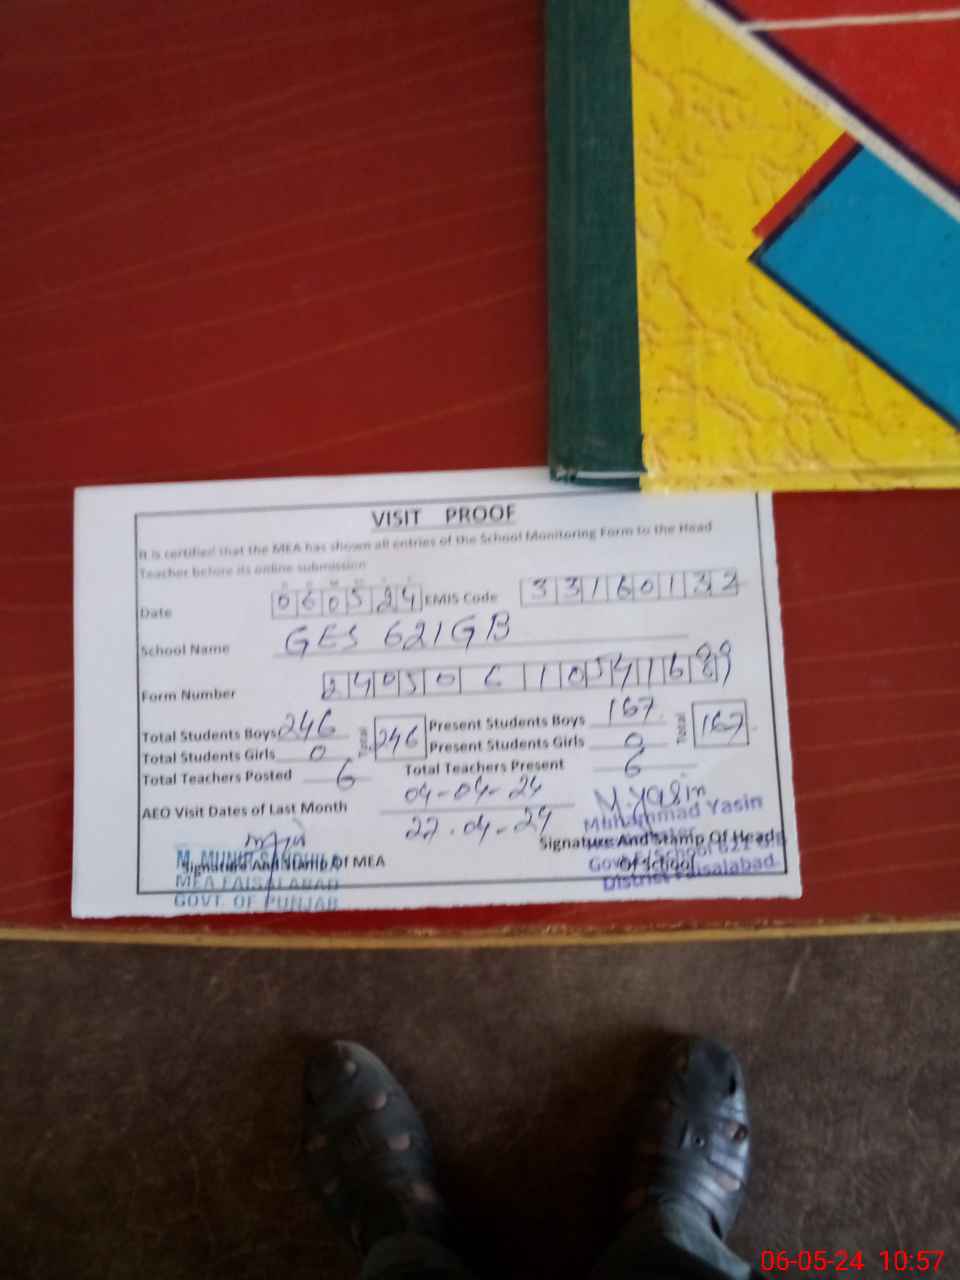 VISIT PROOF
It is certified that the MEA has shown all entries of the School Monitoring Form to the Head
Teacher before its online submission
Date 060524 EMIS Code 33160132
School Name GES 621GB
Form Number 2405061054168
Total Students Boys 246 Total 246 Present Students Boys 167 Total 167
Total Students Girls 0 Present Students Girls 0
Total Teachers Posted 6 Total Teachers Present 6
AEO Visit Dates of Last Month 04-04-24
22-04-24
M.Yasin
Muhammad Yasin
Signature And Stamp Of Heads
Of School
District Faisalabad
Signature And Stamp Of MEA
M. MUNIR SANDHILA
MEA FAISALABAD
GOVT. OF PUNJAB
06-05-24 10:57